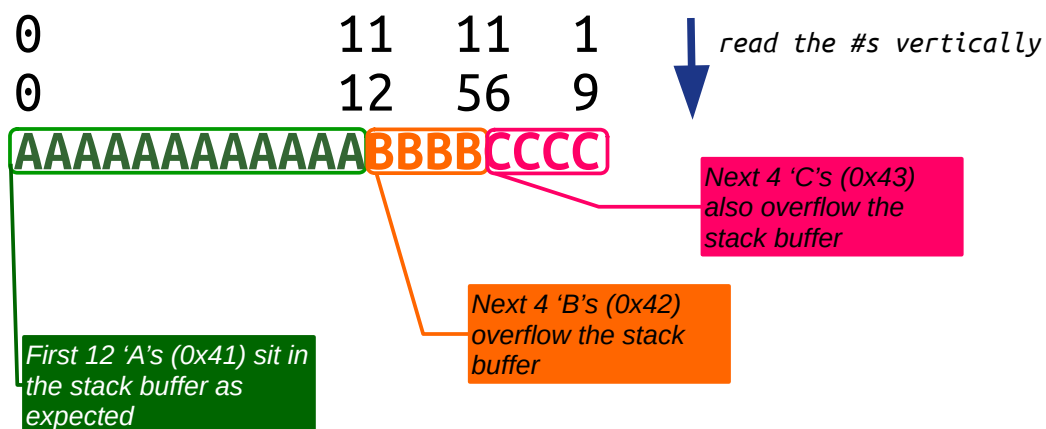 0 11 11 1
read the #s vertically
0 12 56 9
AAAAAAAAAAAABBBBCCCC
Next 4 ‘C’s (0x43)
also overflow the
stack buffer
Next 4 ‘B’s (0x42)
overflow the stack
buffer
First 12 ‘A’s (0x41) sit in
the stack buffer as
expected